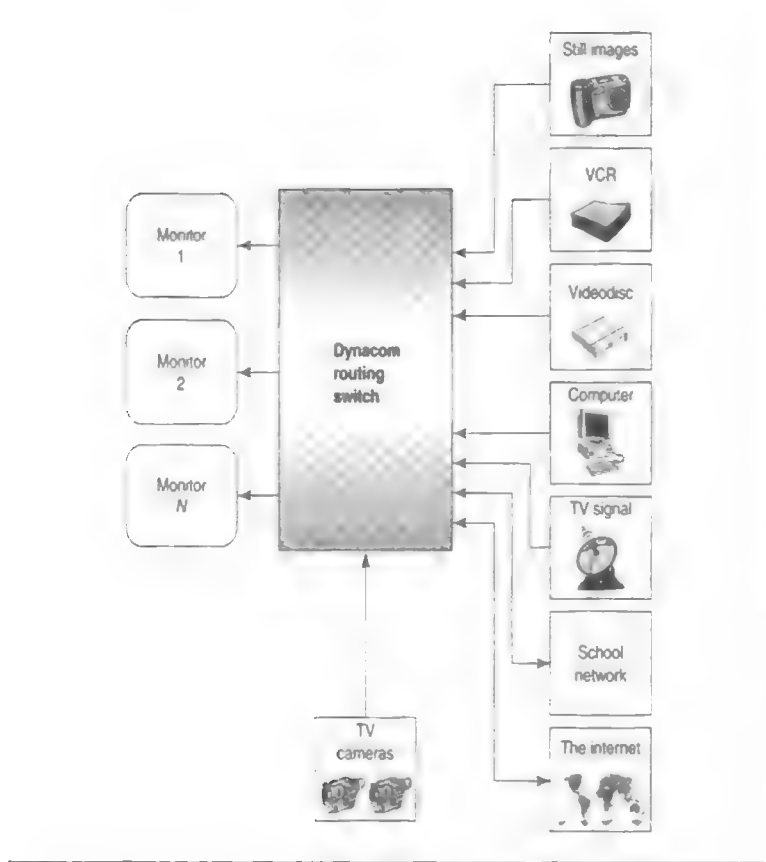 Still images
VCR
Monitor
1
Videodisc
Monitor
2
Dynacom
routing
switch
Computer
Monitor
N
TV signal
School
network
TV
cameras
The internet